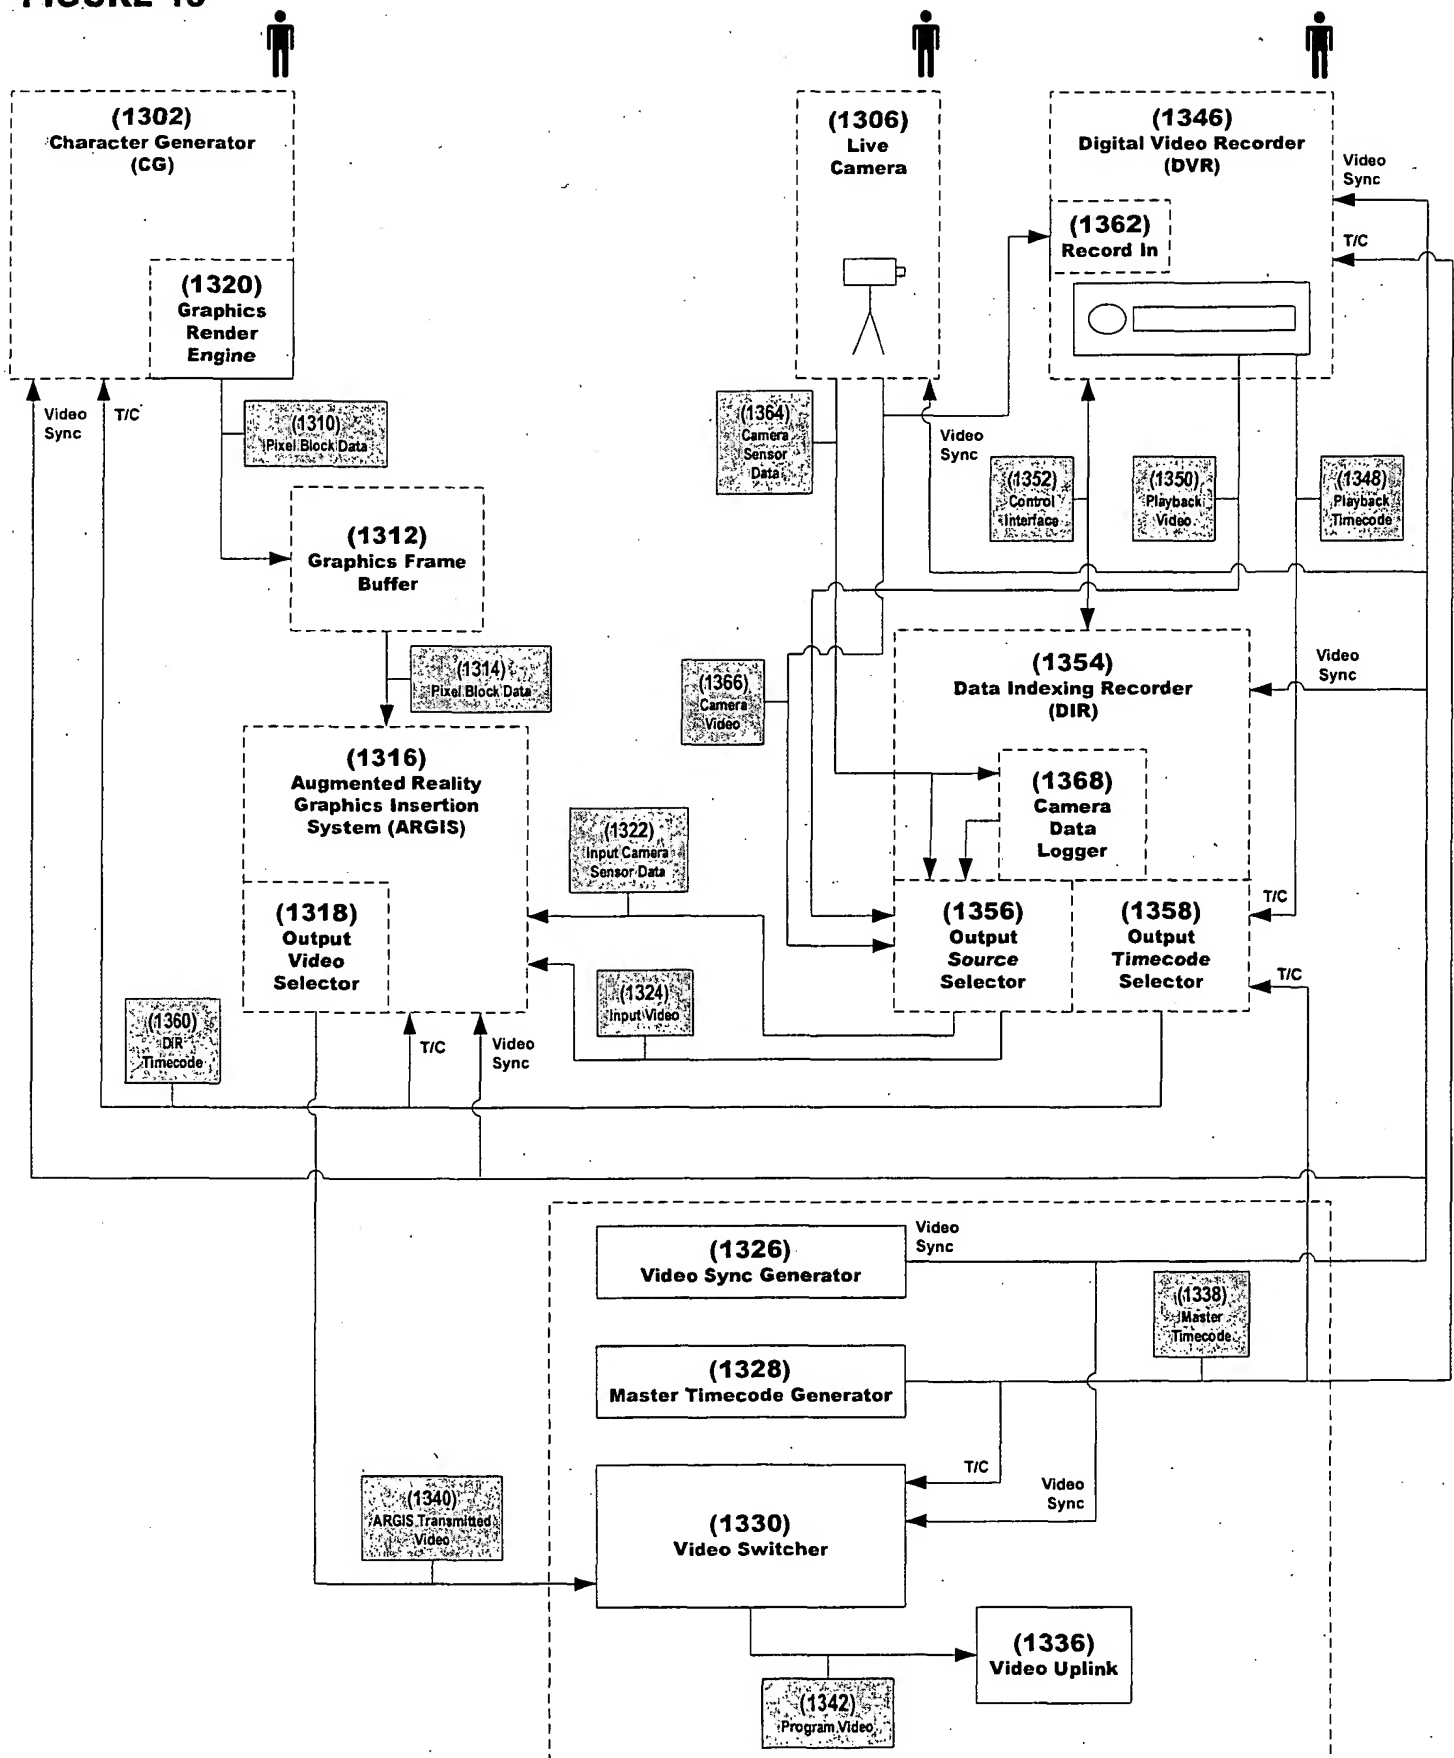 (1302)
Character Generator
(CG)
(1320)
Graphics
Render
Engine
(1306)
Live
Camera
(1346)
Digital Video Recorder
(DVR)
(1362)
Record In
Video
Sync
T/C
Video
Sync
T/C
(1310)
Pixel Block Data
(1364)
Camera
Sensor
Data
Video
Sync
(1352)
Control
Interface
(1350)
Playback
Video
(1348)
Playback
Timecode
(1312)
Graphics Frame
Buffer
(1314)
Pixel Block Data
(1366)
Camera
Video
(1354)
Data Indexing Recorder
(DIR)
Video
Sync
(1316)
Augmented Reality
Graphics Insertion
System (ARGIS)
(1368)
Camera
Data
Logger
(1322)
Input Camera
Sensor Data
(1318)
Output
Video
Selector
(1356)
Output
Source
Selector
(1358)
Output
Timecode
Selector
T/C
T/C
(1324)
Input Video
(1360)
DIR
Timecode
T/C
Video
Sync
(1326)
Video Sync Generator
Video
Sync
(1338)
Master
Timecode
(1328)
Master Timecode Generator
T/C
Video
Sync
(1340)
ARGIS Transmitted
Video
(1330)
Video Switcher
(1336)
Video Uplink
(1342)
Program Video